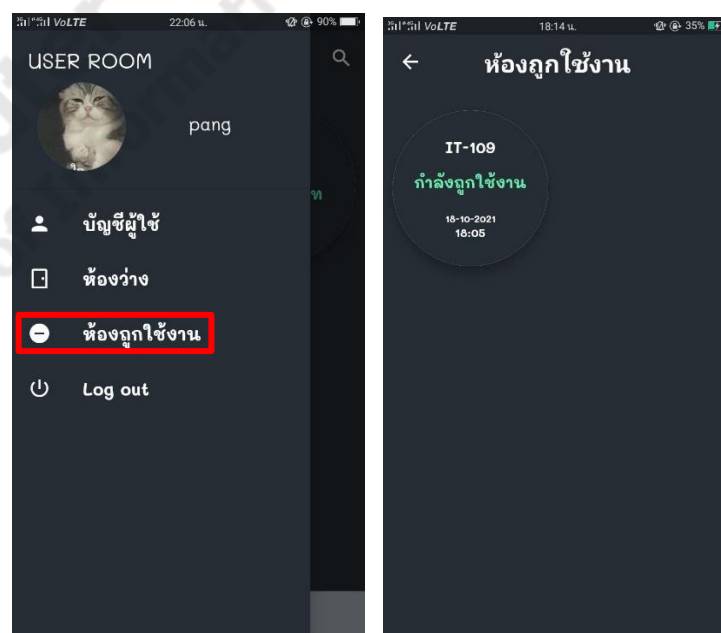 VoLTE 22:06 น. 90%
USER ROOM
pang
บัญชีผู้ใช้
ห้องว่าง
ห้องถูกใช้งาน
Log out
VoLTE 18:14 น. 35%
ห้องถูกใช้งาน
IT-109
กำลังถูกใช้งาน
18-10-2021
18:05